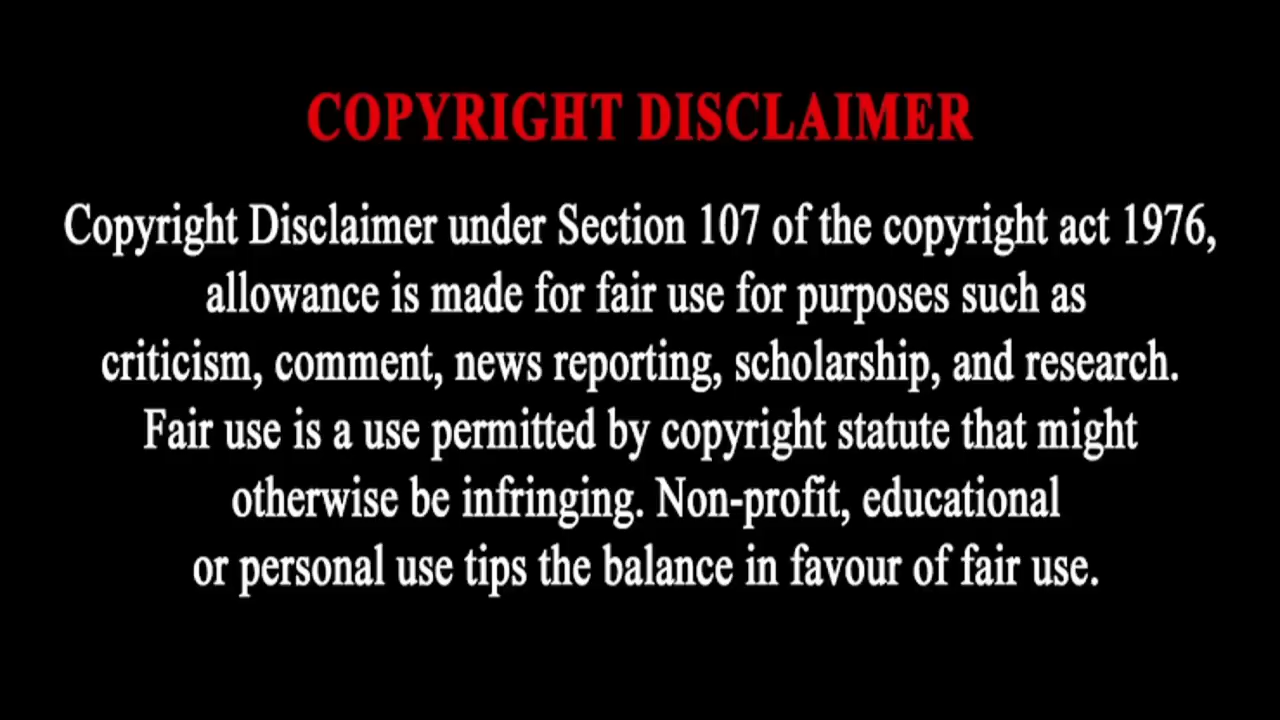 COPYRIGHT DISCLAIMER
Copyright Disclaimer under Section 107 of the copyright act 1976,
allowance is made for fair use for purposes such as
criticism, comment, news reporting, scholarship, and research.
Fair use is a use permitted by copyright statute that might
otherwise be infringing. Non-profit, educational
or personal use tips the balance in favour of fair use.